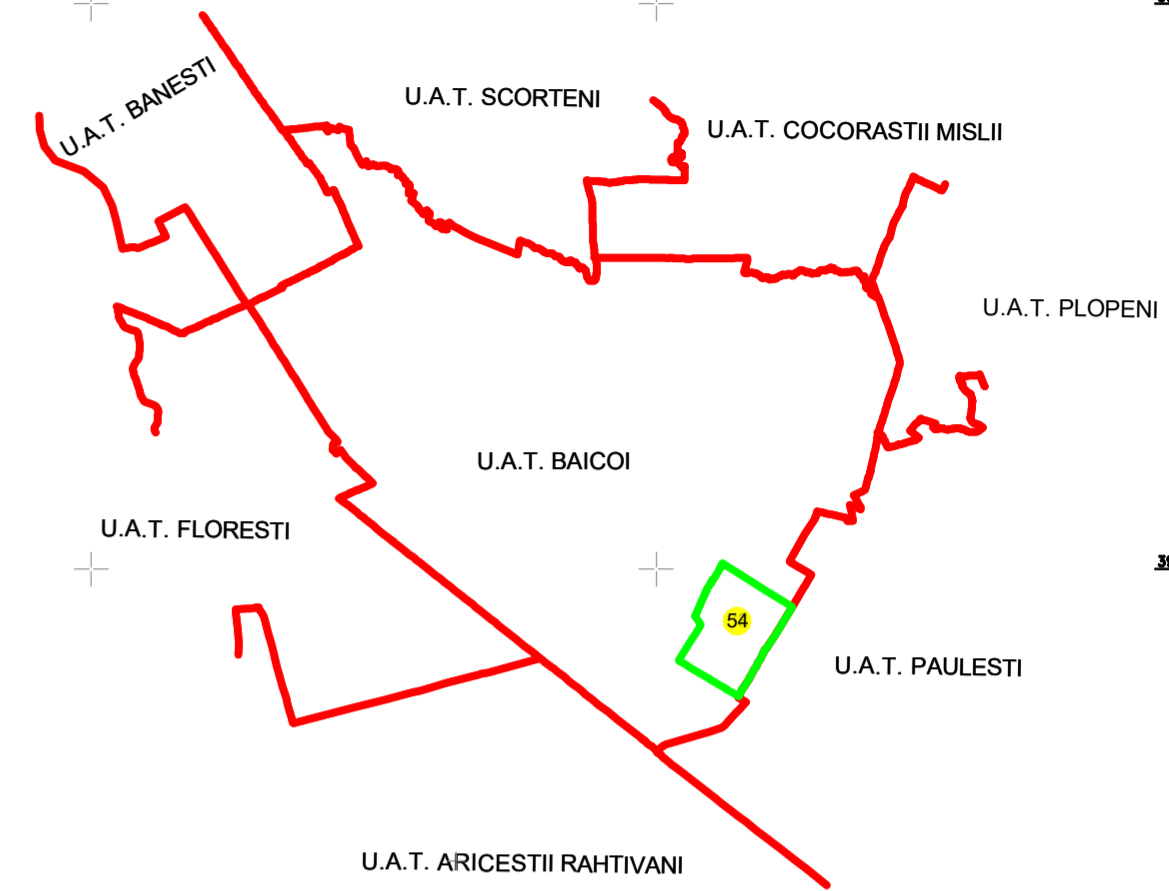 U.A.T. BANESTI
U.A.T. SCORTENI
U.A.T. COCORASTII MISLII
U.A.T. PLOPENI
U.A.T. BAICOI
U.A.T. FLORESTI
54
U.A.T. PAULESTI
U.A.T. ARICESTII RAHTIVANI